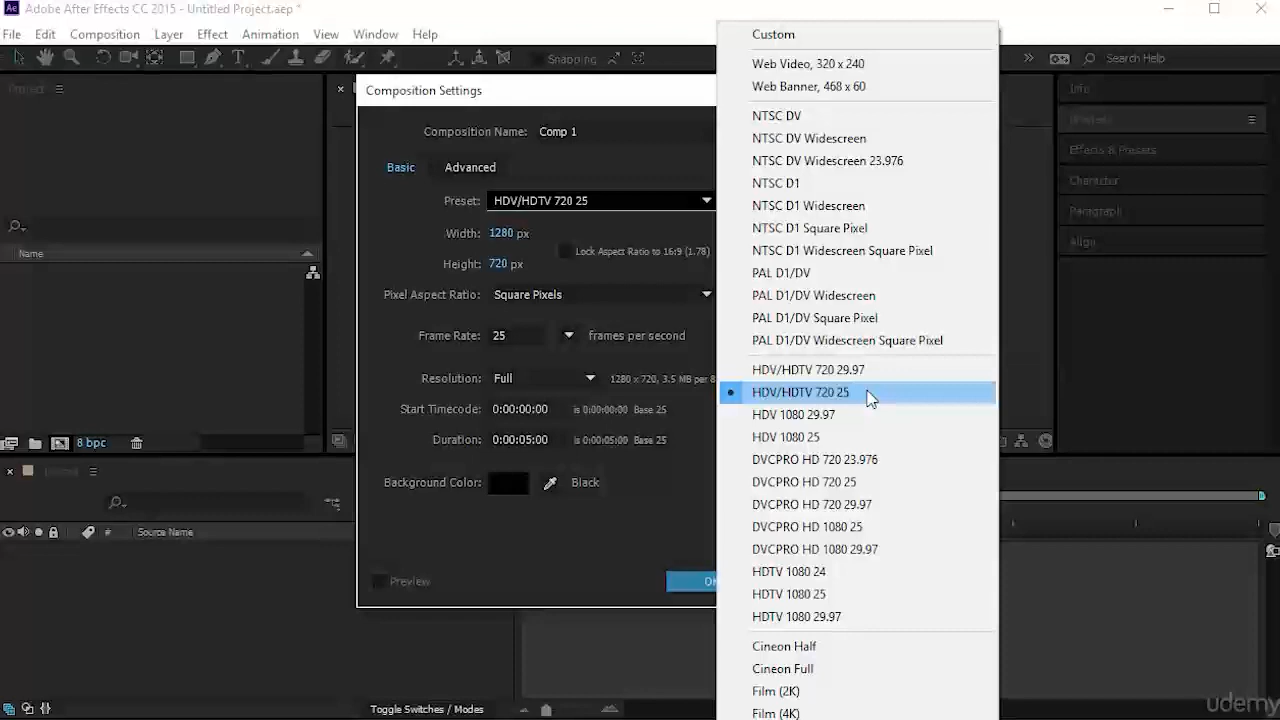 Adobe After Effects CC 2015 - Untitled Project.aep *
File Edit Composition Layer Effect Animation View Window Help
Snapping
Search Help
Project
Name
8 bpc
Composition Settings
Composition Name: Comp 1
Basic Advanced
Preset: HDV/HDTV 720 25
Width: 1280 px
Lock Aspect Ratio to 16:9 (1.78)
Height: 720 px
Pixel Aspect Ratio: Square Pixels
Frame Rate: 25 frames per second
Resolution: Full 1280 x 720, 3.5 MB per 8
Start Timecode: 0:00:00:00 is 0:00:00:00 Base 25
Duration: 0:00:05:00 is 0:00:05:00 Base 25
Background Color: Black
Preview
OK
Custom
Web Video, 320 x 240
Web Banner, 468 x 60
NTSC DV
NTSC DV Widescreen
NTSC DV Widescreen 23.976
NTSC D1
NTSC D1 Widescreen
NTSC D1 Square Pixel
NTSC D1 Widescreen Square Pixel
PAL D1/DV
PAL D1/DV Widescreen
PAL D1/DV Square Pixel
PAL D1/DV Widescreen Square Pixel
HDV/HDTV 720 29.97
HDV/HDTV 720 25
HDV 1080 29.97
HDV 1080 25
DVCPRO HD 720 23.976
DVCPRO HD 720 25
DVCPRO HD 720 29.97
DVCPRO HD 1080 25
DVCPRO HD 1080 29.97
HDTV 1080 24
HDTV 1080 25
HDTV 1080 29.97
Cineon Half
Cineon Full
Film (2K)
Film (4K)
Info
Effects & Presets
Character
Paragraph
Align
# Source Name
Toggle Switches / Modes
udemy